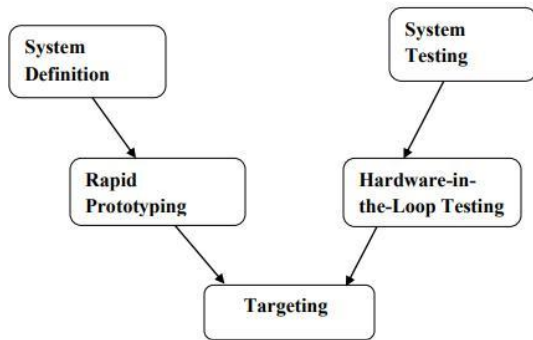 System
Definition
System
Testing
Rapid
Prototyping
Hardware-in-
the-Loop Testing
Targeting